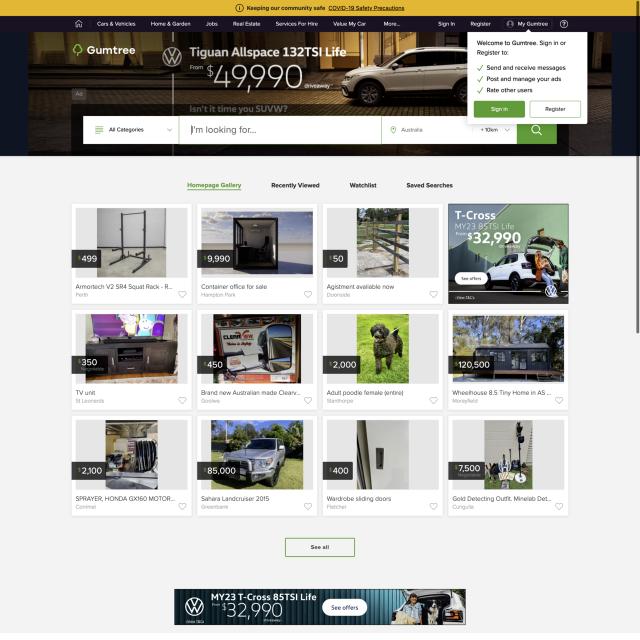 Keeping our community safe COVID-19 Safety Precautions
Cars & Vehicles Home & Garden Jobs Real Estate Services For Hire Value My Car More... Sign In Register My Gumtree
Gumtree
Tiguan Allspace 132TSI Life
From $49,990 driveaway
Isn't it time you SUVW?
Ad
Welcome to Gumtree. Sign in or
Register to:
Send and receive messages
Post and manage your ads
Rate other users
Sign in Register
All Categories I'm looking for... Australia + 10km
Homepage Gallery Recently Viewed Watchlist Saved Searches
$499
Armortech V2 SR4 Squat Rack - R...
Perth
$9,990
Container office for sale
Hampton Park
$50
Agistment avaliable now
Doonside
T-Cross
MY23 85TSI Life
From $32,990
driveaway
See offers
View T&Cs
$350
Negotiable
TV unit
St Leonards
$450
Brand new Australian made Clearv...
Goolwa
$2,000
Adult poodle female (entire)
Stanthorpe
$120,500
Wheelhouse 8.5 Tiny Home in AS ...
Morayfield
$2,100
SPRAYER, HONDA GX160 MOTOR...
Corrimal
$85,000
Sahara Landcruiser 2015
Greenbank
$400
Wardrobe sliding doors
Fletcher
$7,500
Negotiable
Gold Detecting Outfit. Minelab Det...
Cungulla
See all
MY23 T-Cross 85TSI Life
From $32,990
driveaway
See offers
View T&Cs